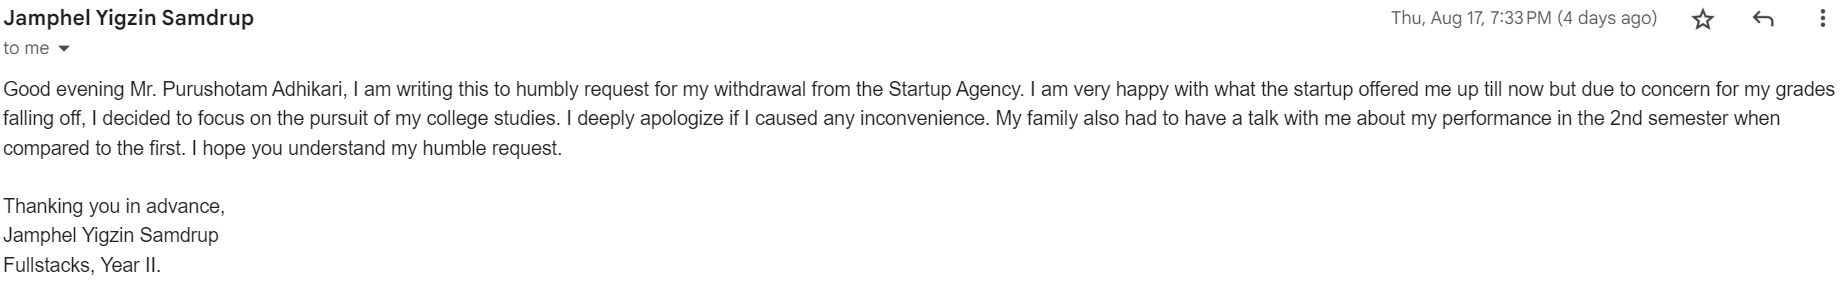 Jamphel Yigzin Samdrup
Thu, Aug 17, 7:33 PM (4 days ago)
to me
Good evening Mr. Purushotam Adhikari, I am writing this to humbly request for my withdrawal from the Startup Agency. I am very happy with what the startup offered me up till now but due to concern for my grades
falling off, I decided to focus on the pursuit of my college studies. I deeply apologize if I caused any inconvenience. My family also had to have a talk with me about my performance in the 2nd semester when
compared to the first. I hope you understand my humble request.
Thanking you in advance,
Jamphel Yigzin Samdrup
Fullstacks, Year II.